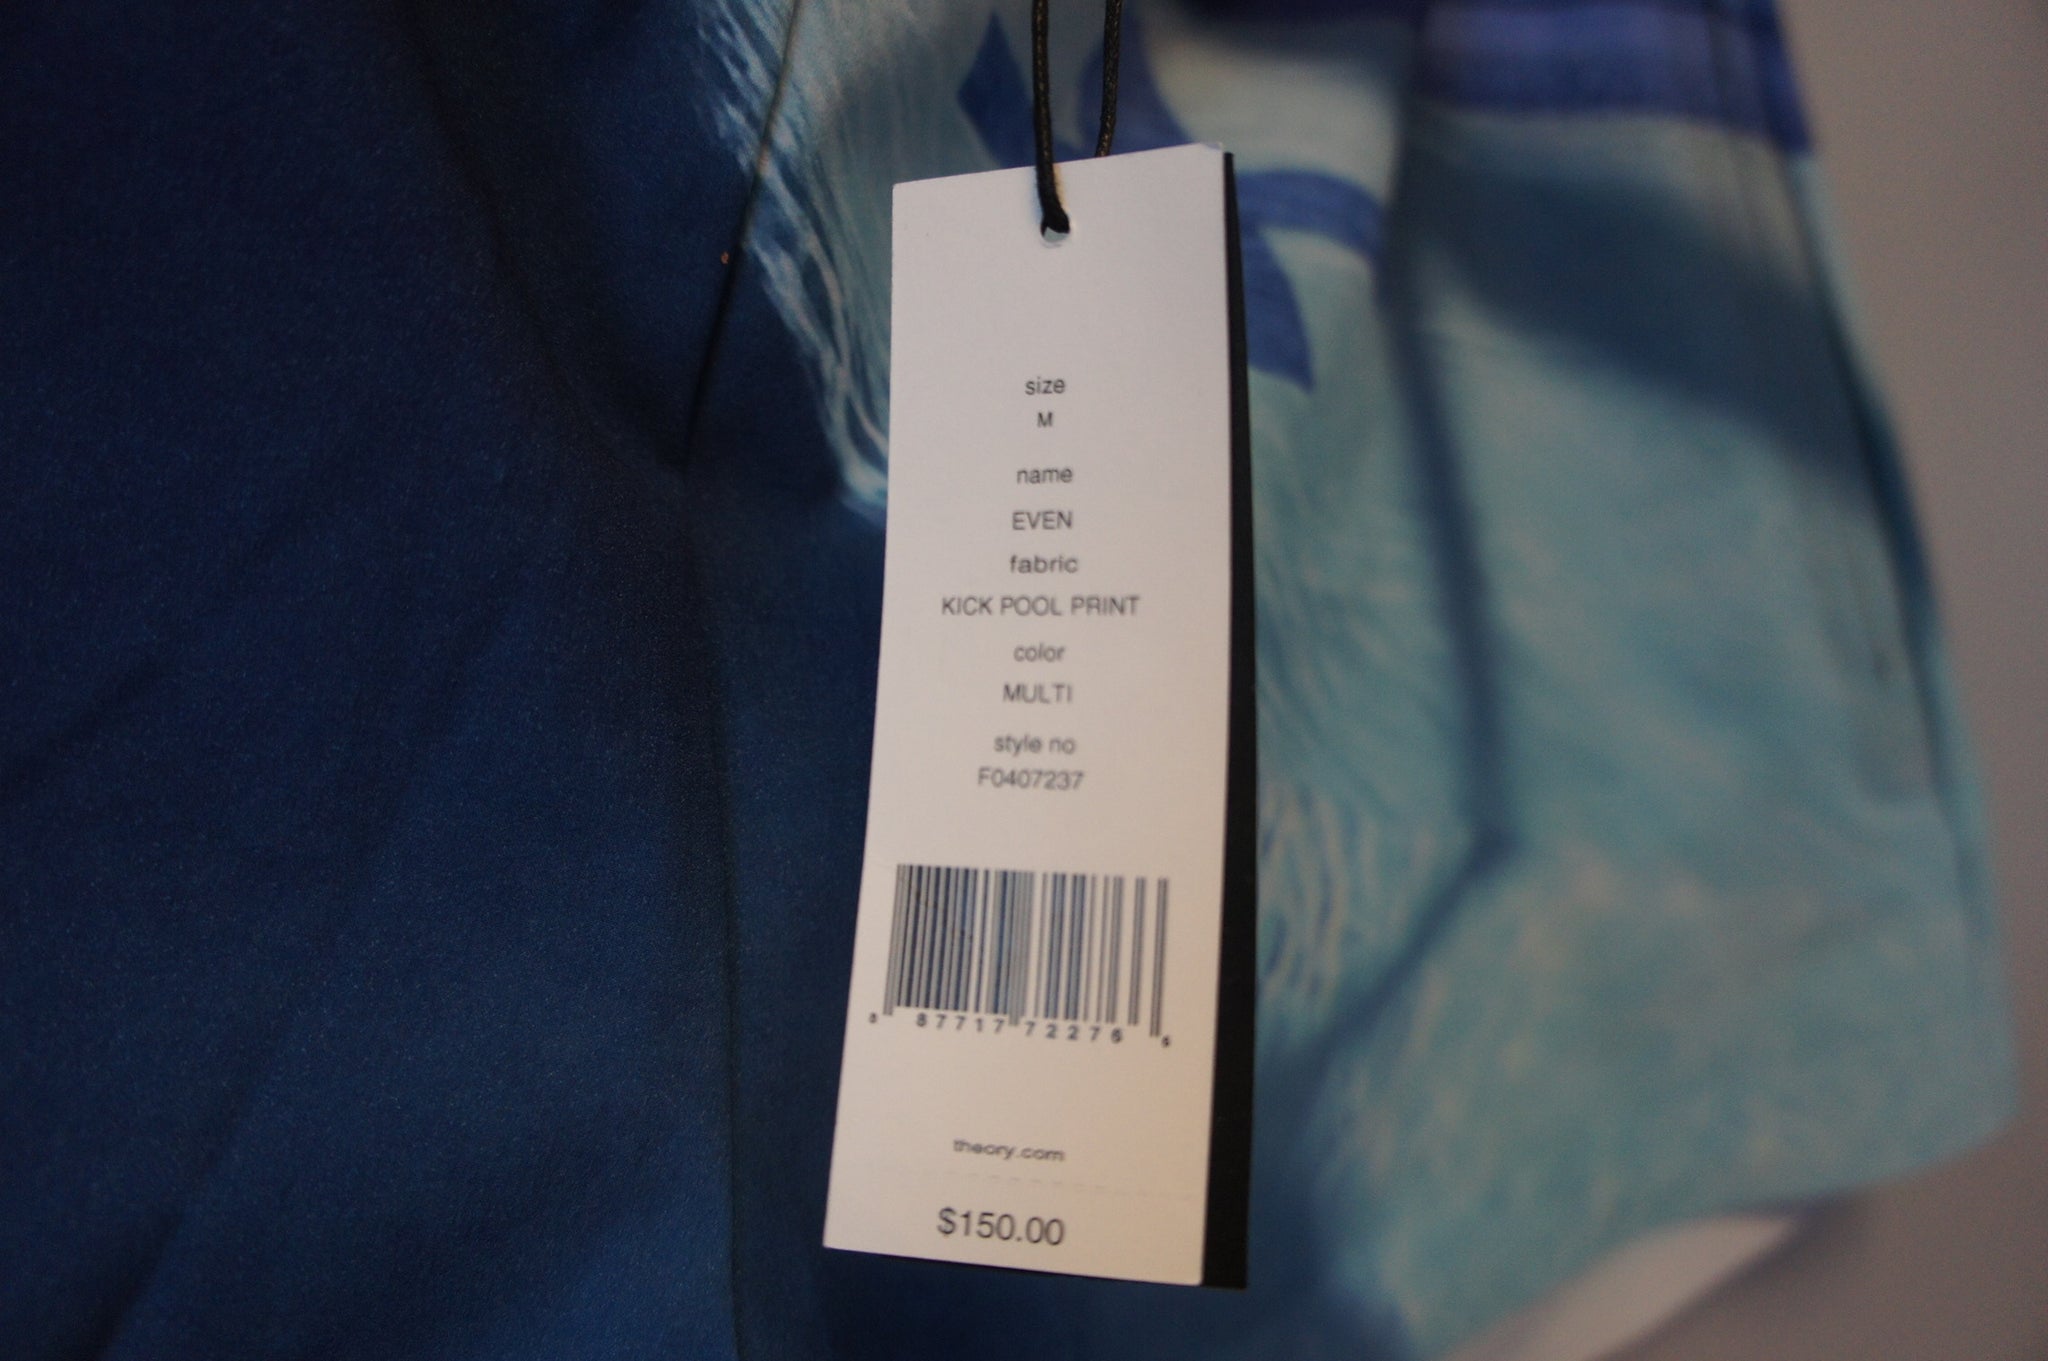 size
M
name
EVEN
fabric
KICK POOL PRINT
color
MULTI
style no
F0407237
8 87717 72276 6
theory.com
$150.00